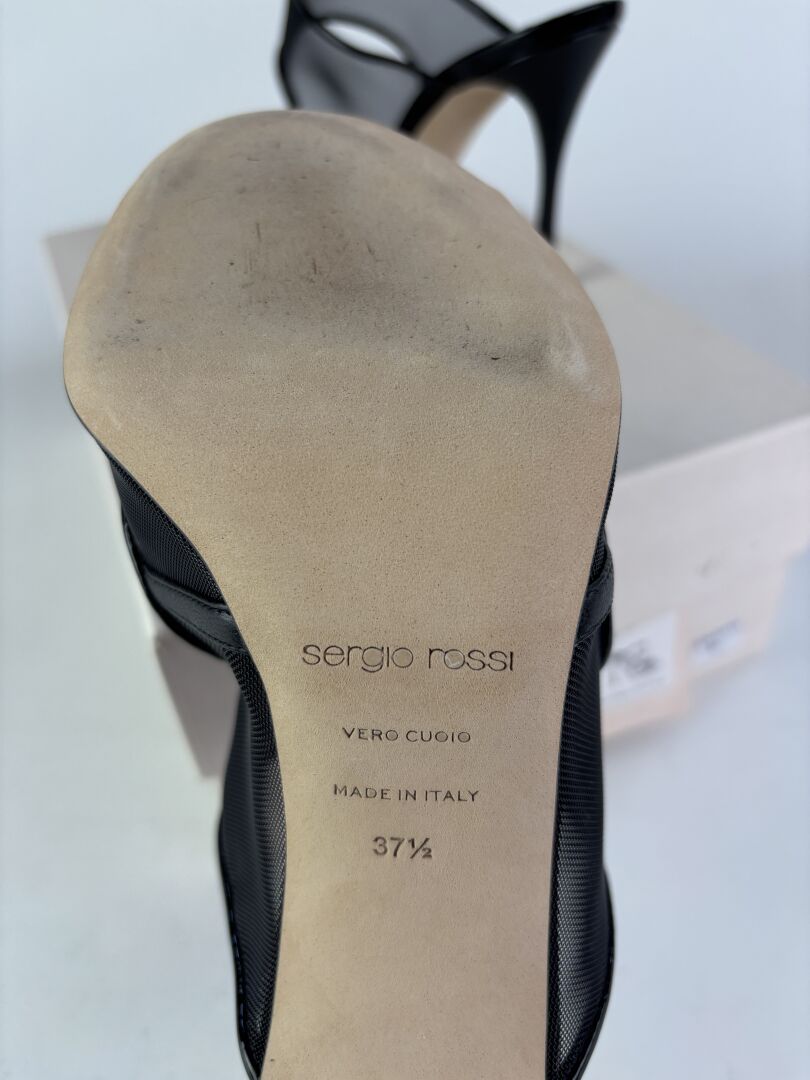 sergio rossi
VERO CUOIO
MADE IN ITALY
37½